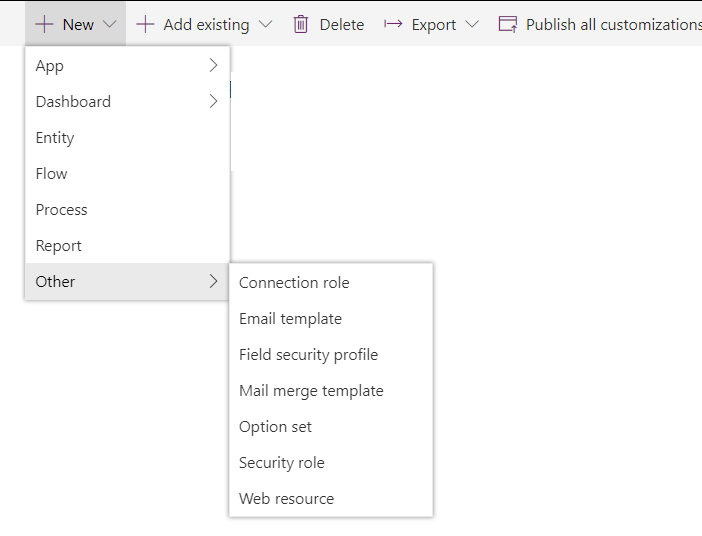 New Add existing Delete Export Publish all customizations
App
Dashboard
Entity
Flow
Process
Report
Other
Connection role
Email template
Field security profile
Mail merge template
Option set
Security role
Web resource